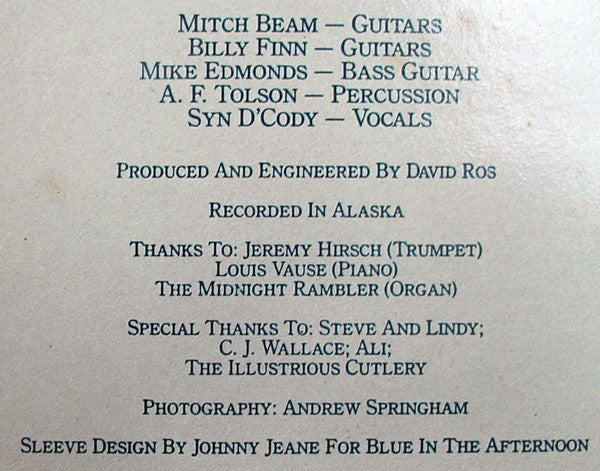 Mitch Beam — Guitars
Billy Finn — Guitars
Mike Edmonds — Bass Guitar
A. F. Tolson — Percussion
Syn D'Cody — Vocals
Produced And Engineered By David Ros
Recorded In Alaska
Thanks To: Jeremy Hirsch (Trumpet)
Louis Vause (Piano)
The Midnight Rambler (Organ)
Special Thanks To: Steve And Lindy;
C. J. Wallace; Ali;
The Illustrious Cutlery
Photography: Andrew Springham
Sleeve Design By Johnny Jeane For Blue In The Afternoon